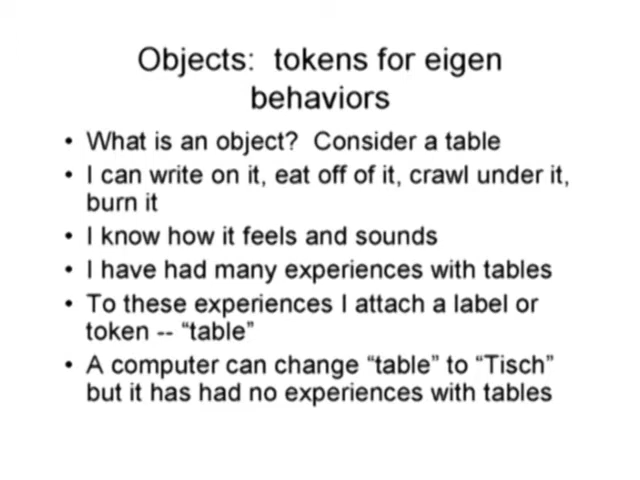 Objects:  tokens for eigen
behaviors
• What is an object?  Consider a table
• I can write on it, eat off of it, crawl under it,
burn it
• I know how it feels and sounds
• I have had many experiences with tables
• To these experiences I attach a label or
token -- “table”
• A computer can change “table” to “Tisch”
but it has had no experiences with tables